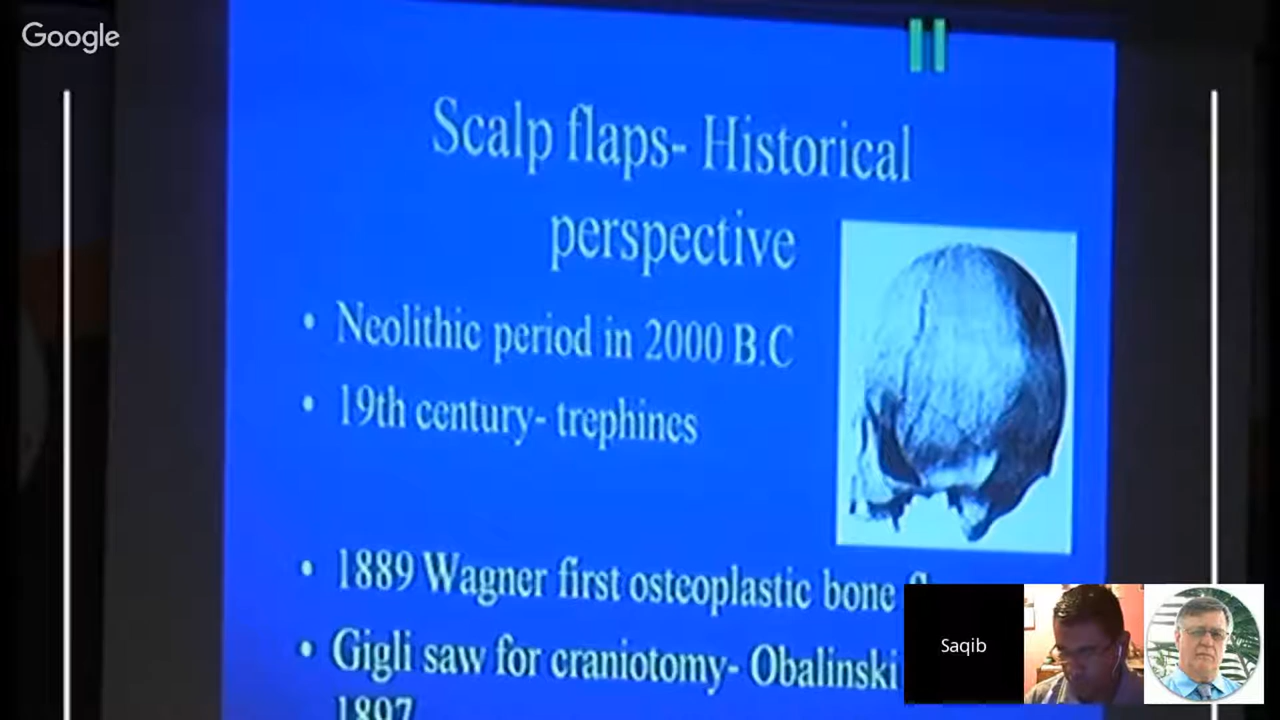 Google
Scalp flaps- Historical
perspective
• Neolithic period in 2000 B.C
• 19th century- trephines
• 1889 Wagner first osteoplastic bone
• Gigli saw for craniotomy- Obalinski
1897
Saqib